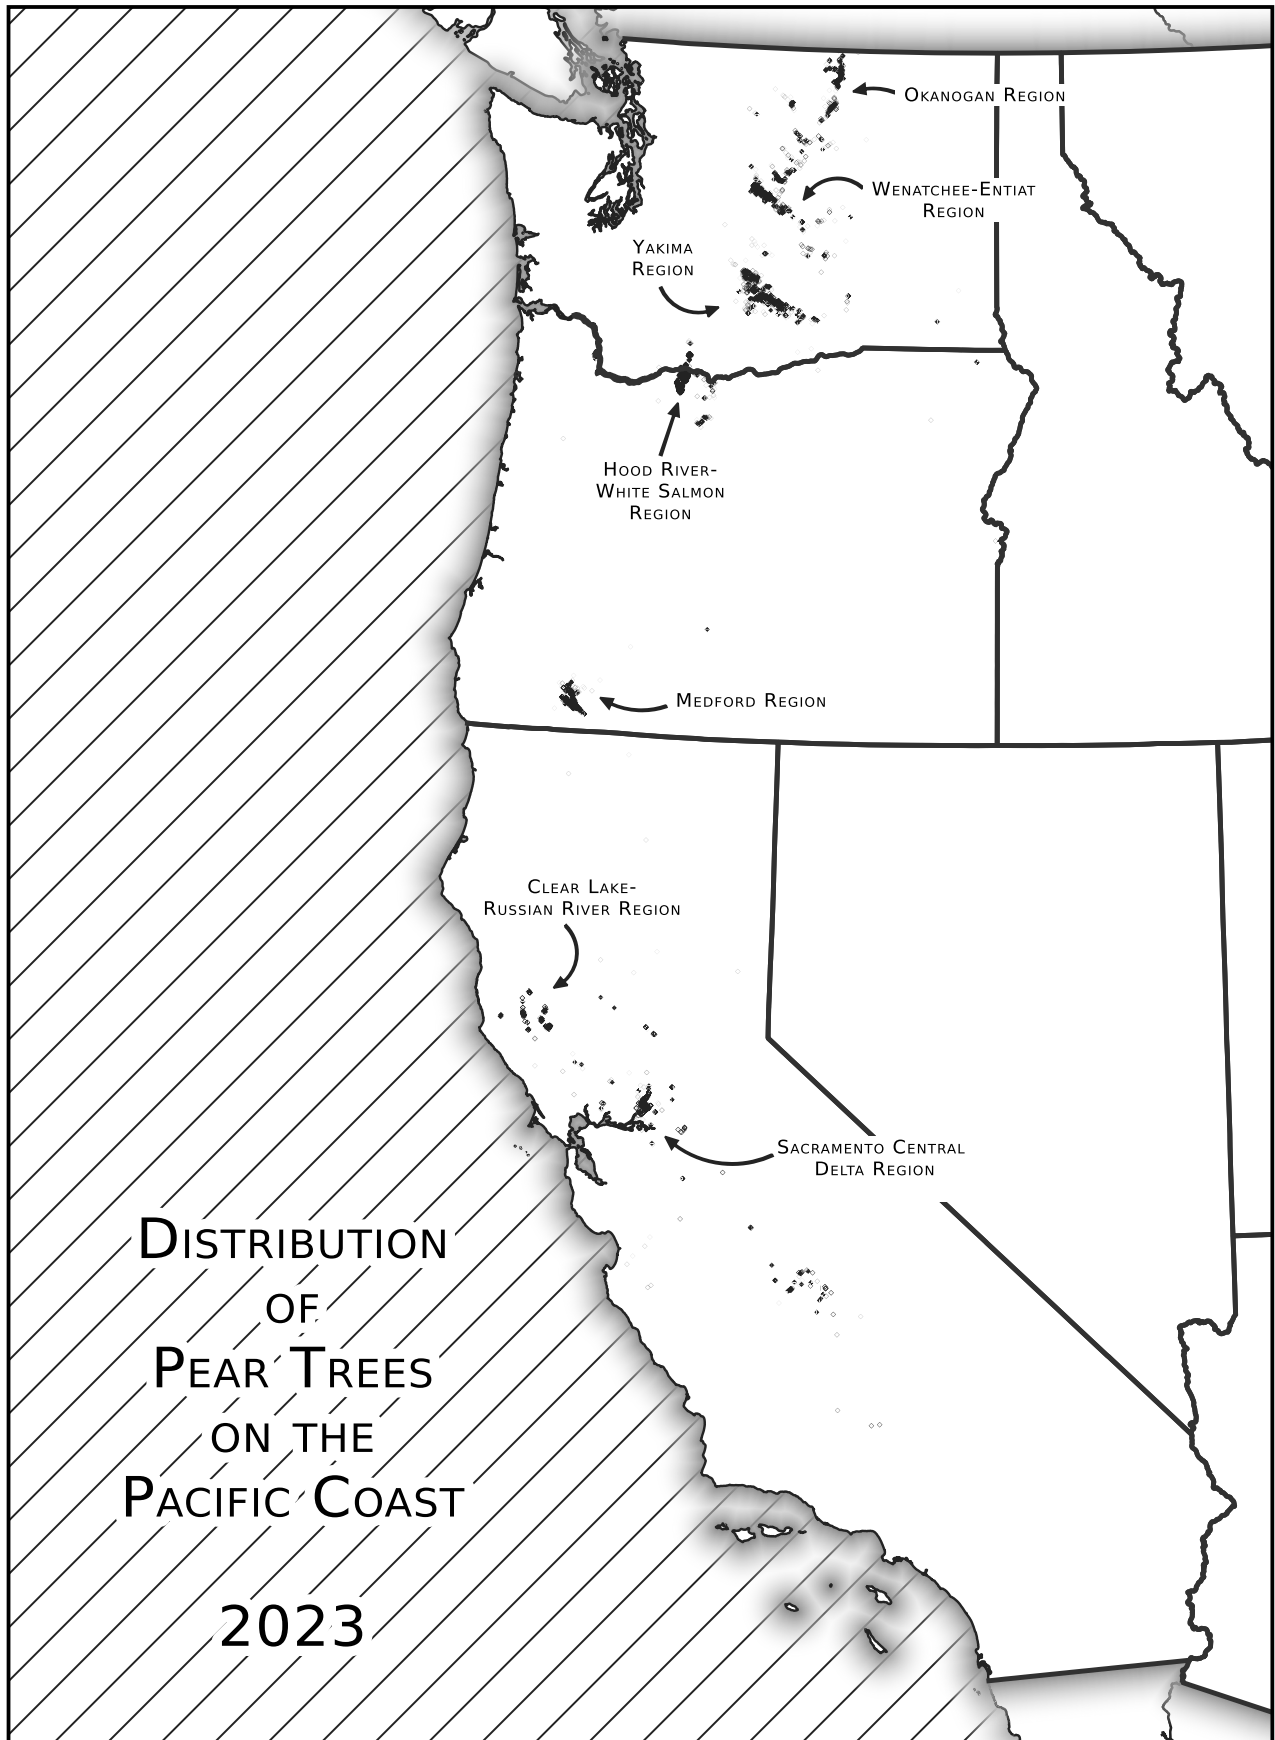 Okanogan Region
Wenatchee-Entiat
Region
Yakima
Region
Hood River-
White Salmon
Region
Medford Region
Clear Lake-
Russian River Region
Sacramento Central
Delta Region
Distribution
of
Pear Trees
on the
Pacific Coast
2023